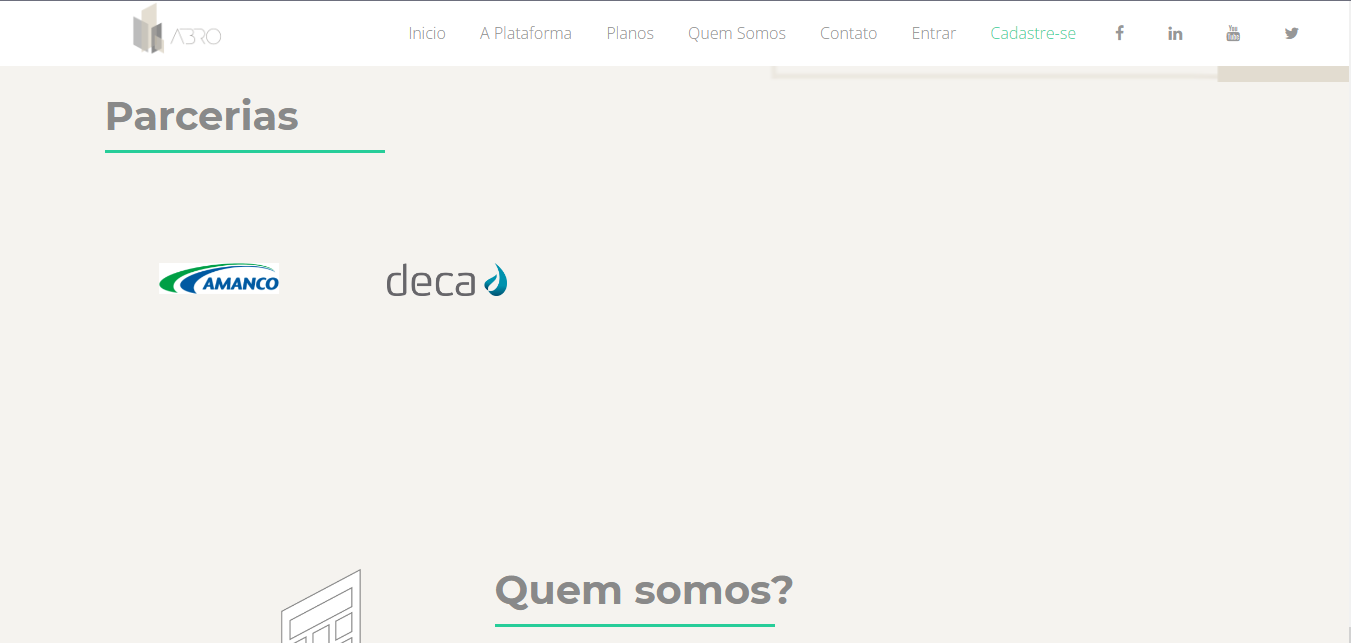 ABRO
Inicio A Plataforma Planos Quem Somos Contato Entrar Cadastre-se
Parcerias
AMANCO deca
Quem somos?